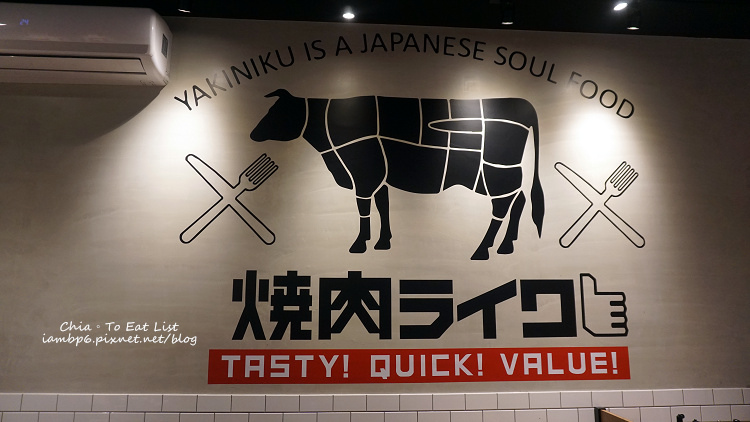 YAKINIKU IS A JAPANESE SOUL FOOD
焼肉ライク
TASTY! QUICK! VALUE!
Chia。To Eat List
iambp6.pixnet.net/blog